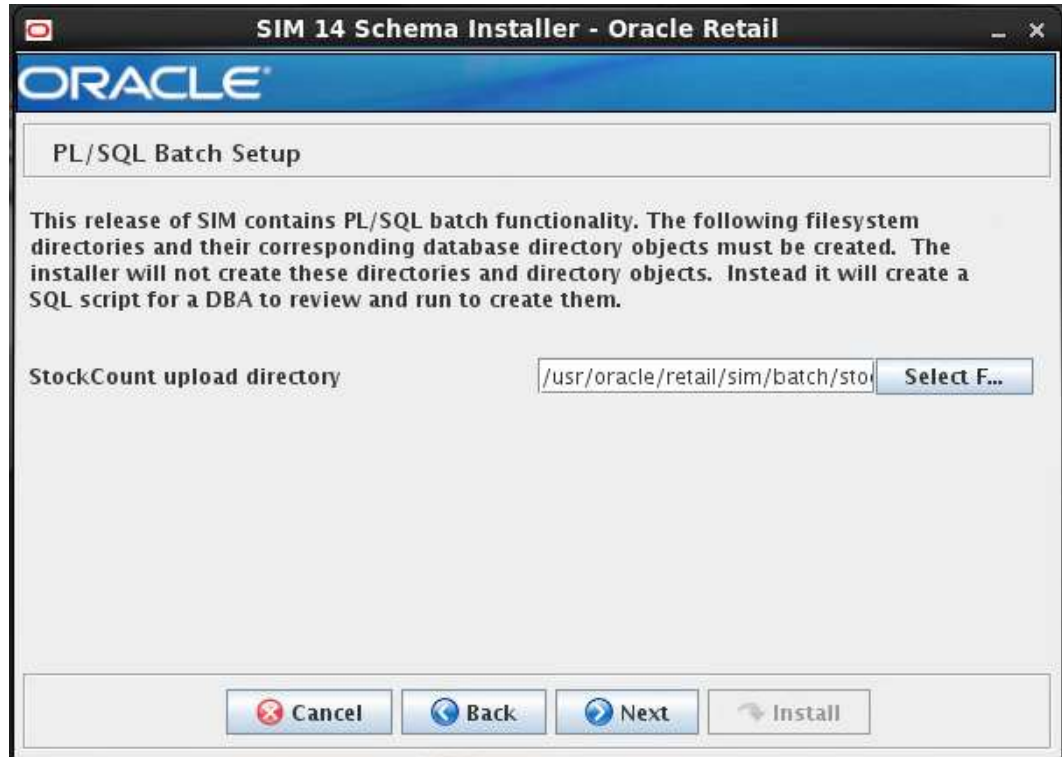 SIM 14 Schema Installer - Oracle Retail
ORACLE®
PL/SQL Batch Setup
This release of SIM contains PL/SQL batch functionality. The following filesystem
directories and their corresponding database directory objects must be created. The
installer will not create these directories and directory objects. Instead it will create a
SQL script for a DBA to review and run to create them.
StockCount upload directory /usr/oracle/retail/sim/batch/sto Select F...
Cancel Back Next Install